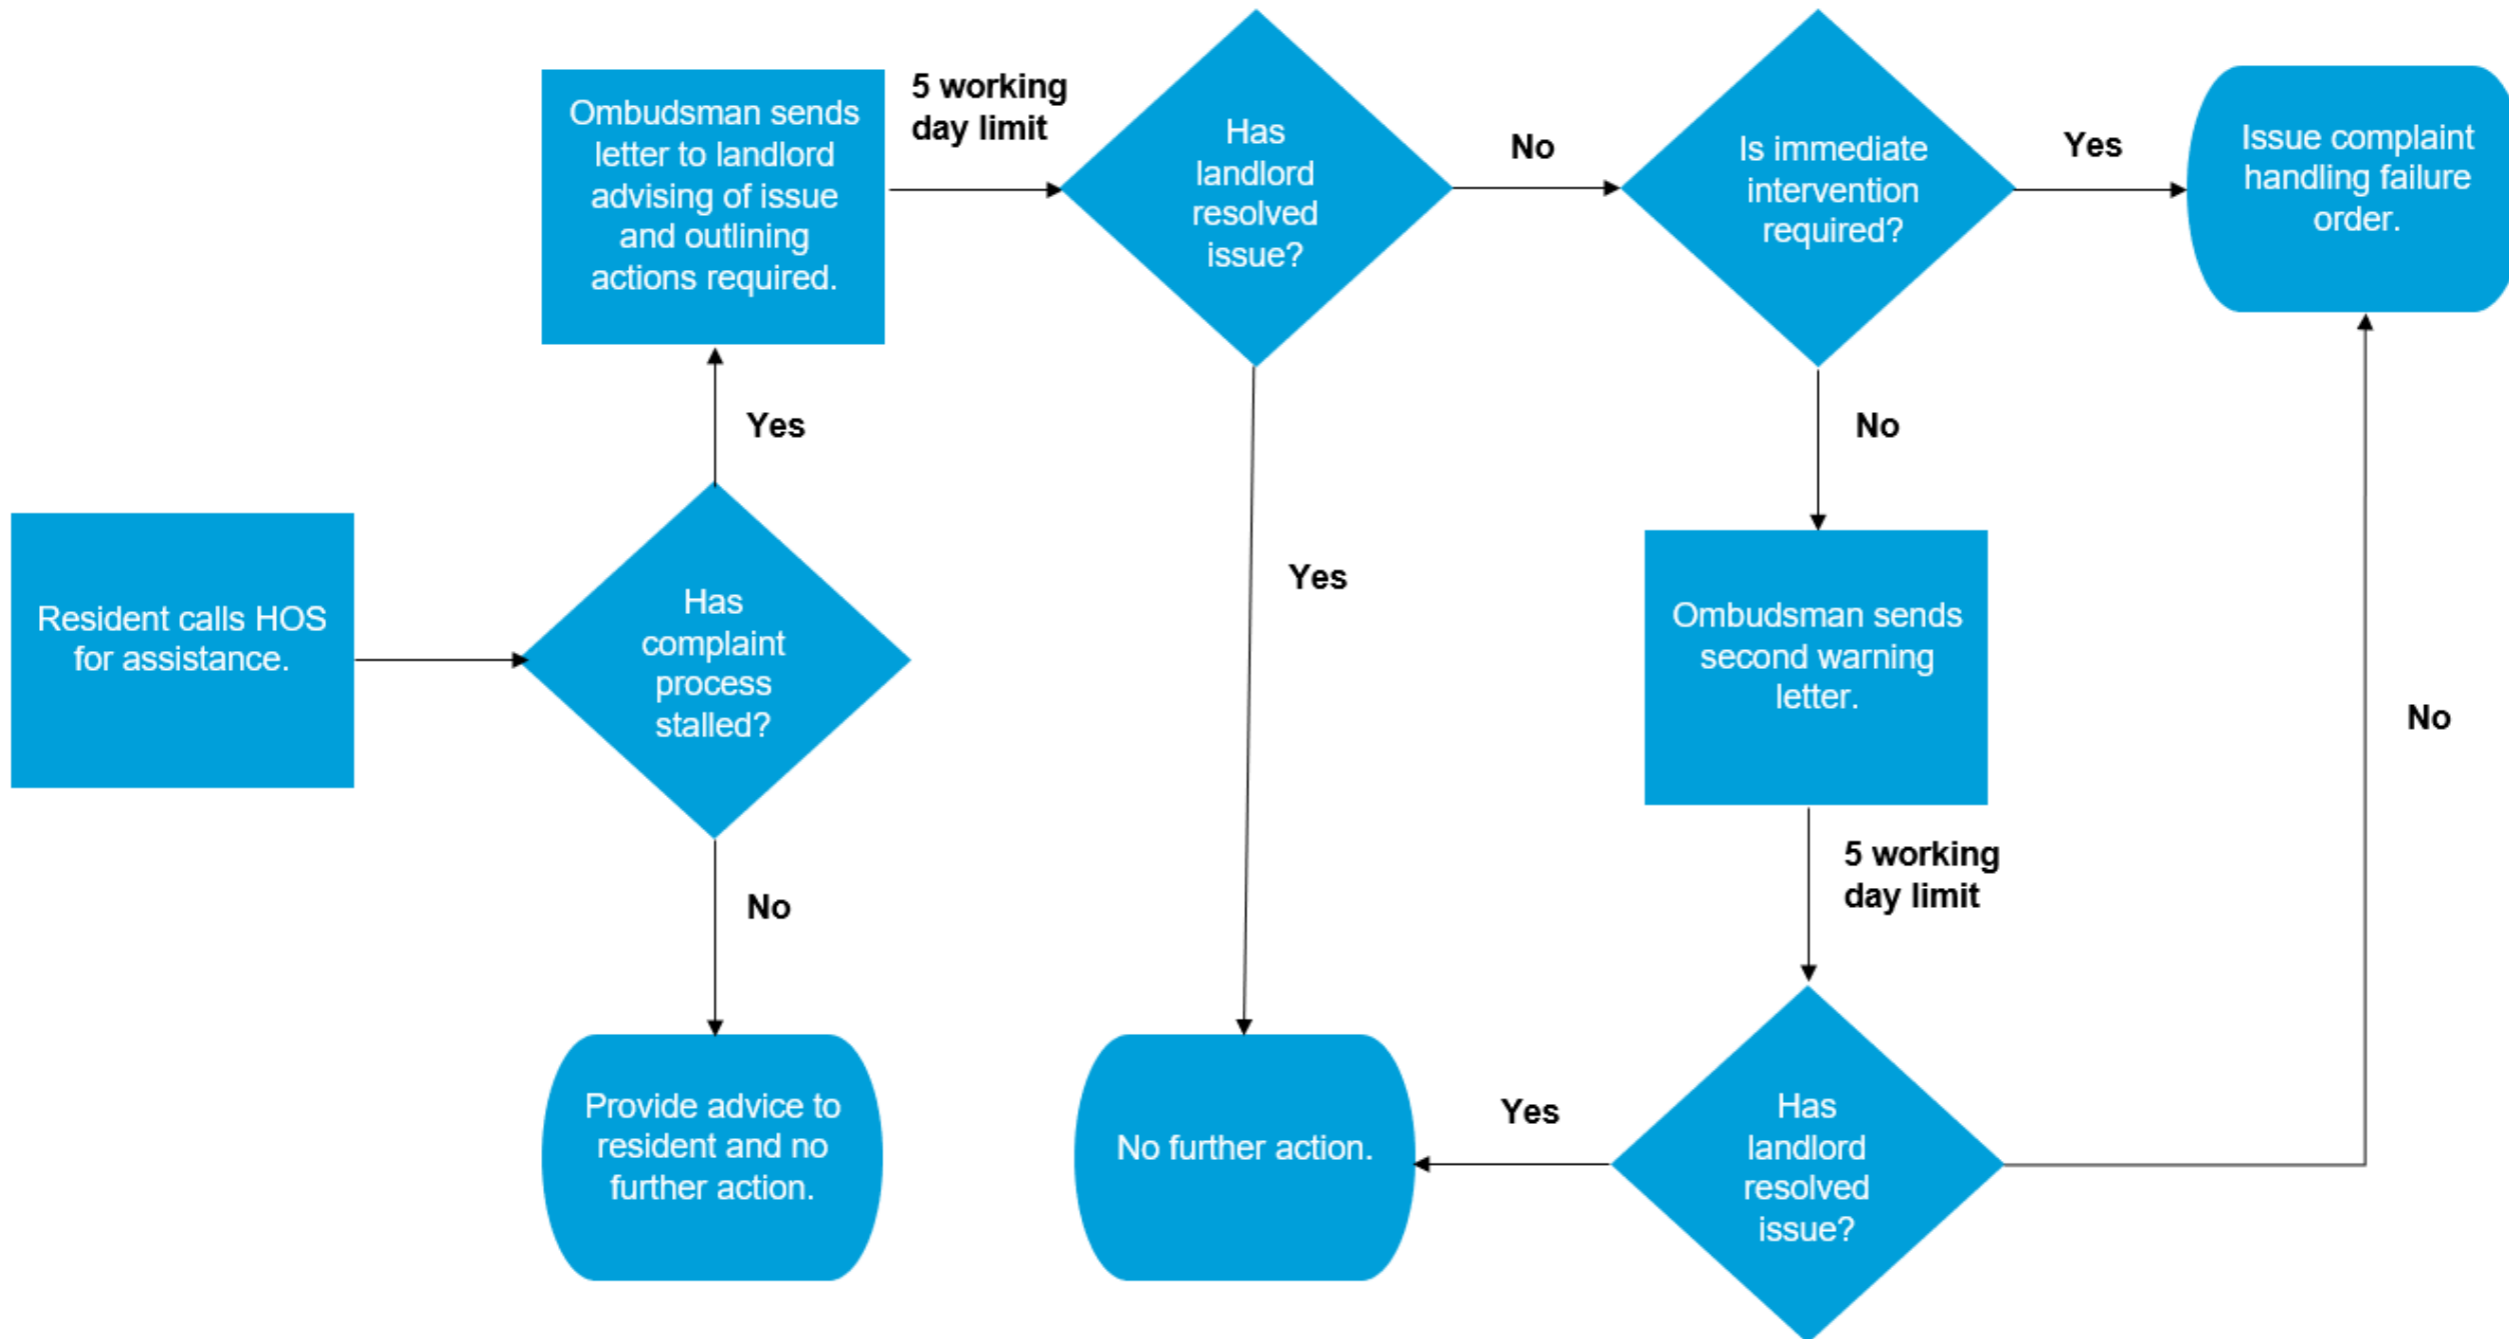 Resident calls HOS
for assistance.
Has
complaint
process
stalled?
Yes
Ombudsman sends
letter to landlord
advising of issue
and outlining
actions required.
No
Provide advice to
resident and no
further action.
5 working
day limit
Has
landlord
resolved
issue?
Yes
No further action.
No
Is immediate
intervention
required?
Yes
Issue complaint
handling failure
order.
No
Ombudsman sends
second warning
letter.
5 working
day limit
Has
landlord
resolved
issue?
Yes
No